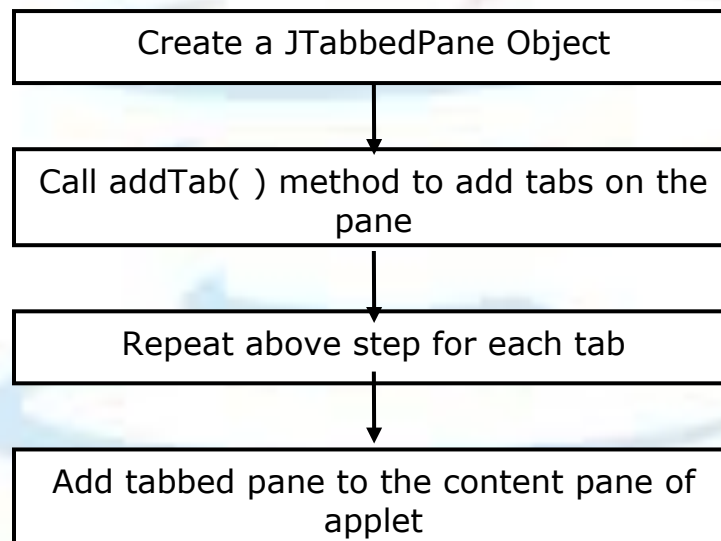 Create a JTabbedPane Object
Call addTab( ) method to add tabs on the
pane
Repeat above step for each tab
Add tabbed pane to the content pane of
applet